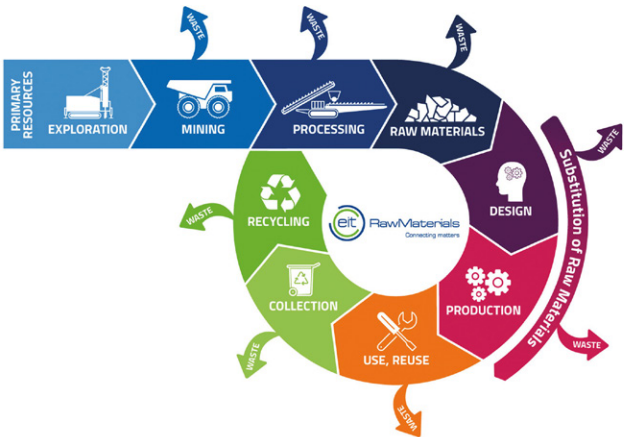 WASTE
WASTE
WASTE
PRIMARY
RESOURCES
EXPLORATION
MINING
PROCESSING
RAW MATERIALS
WASTE
Substitution of Raw Materials
DESIGN
RECYCLING
WASTE
eit RawMaterials
Connecting matters
COLLECTION
PRODUCTION
WASTE
USE, REUSE
WASTE
WASTE